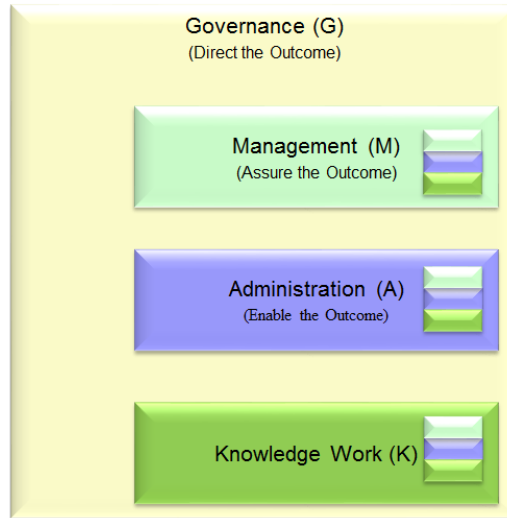 Governance (G)
(Direct the Outcome)
Management (M)
(Assure the Outcome)
Administration (A)
(Enable the Outcome)
Knowledge Work (K)